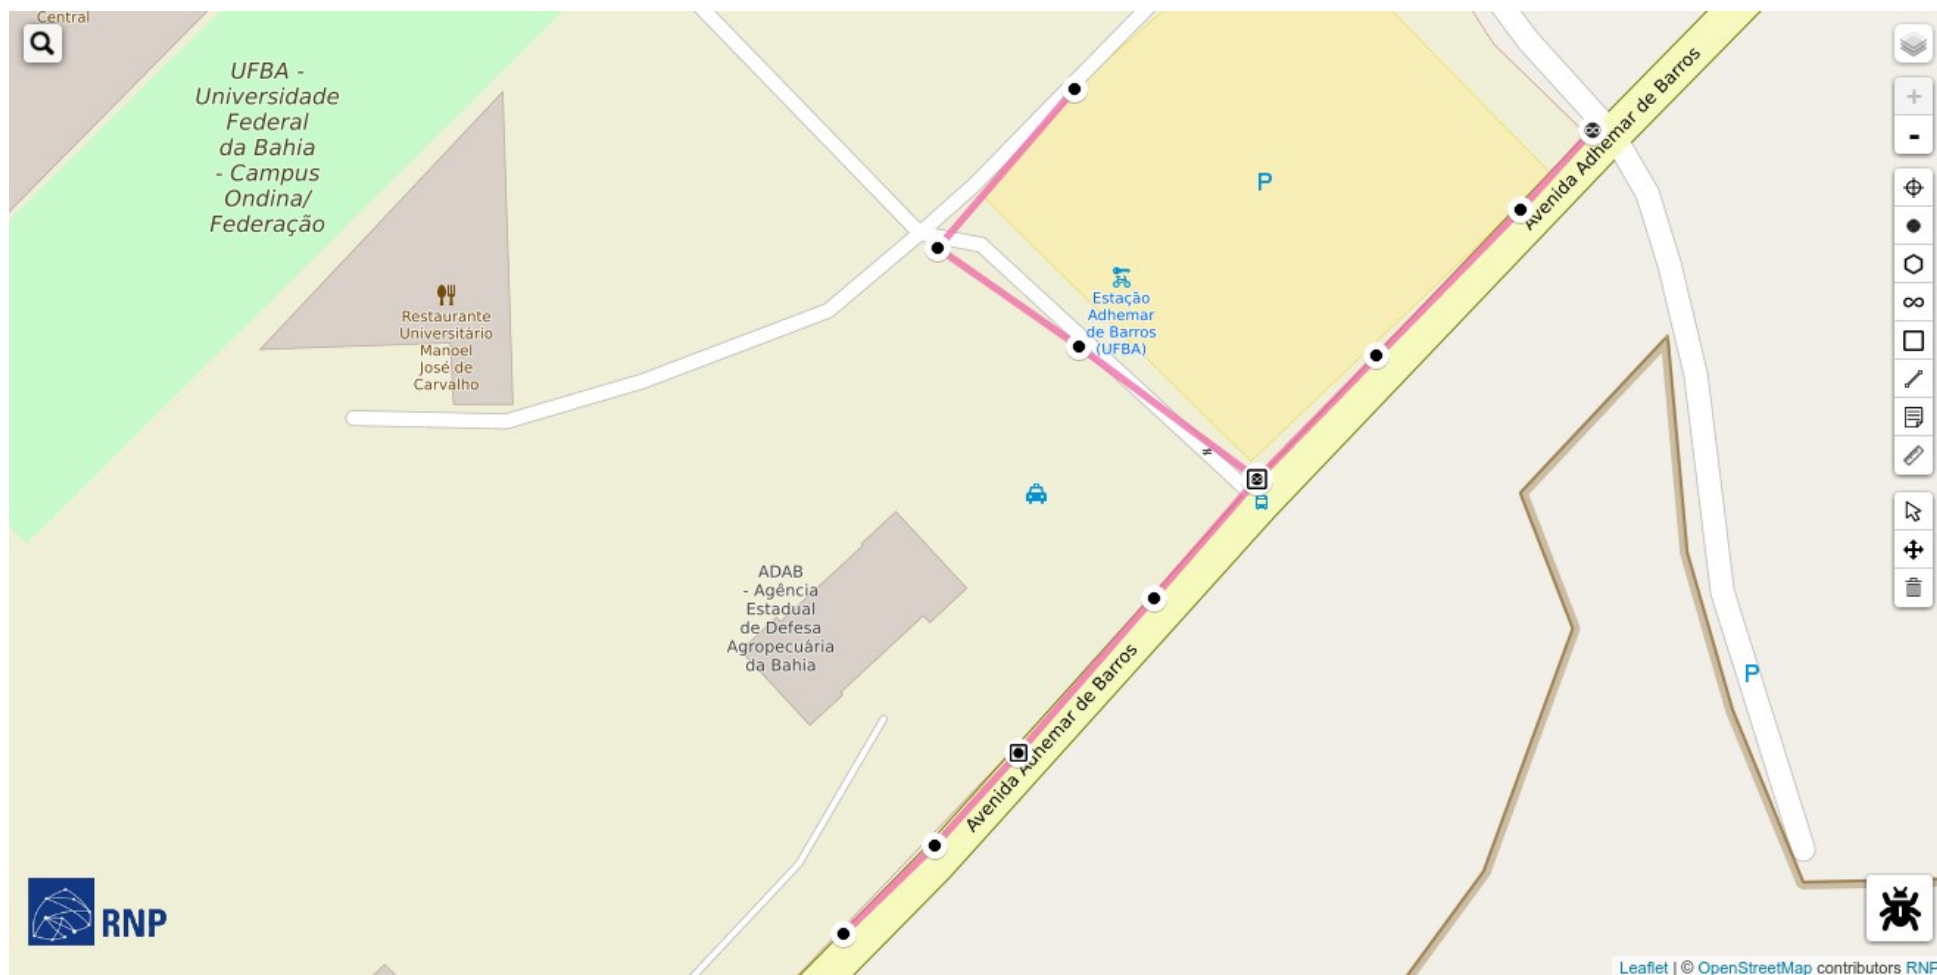 Central
UFBA -
Universidade
Federal
da Bahia
- Campus
Ondina/
Federação
Avenida Adhemar de Barros
P
Estação
Adhemar
de Barros
(UFBA)
Restaurante
Universitário
Manoel
José de
Carvalho
ADAB
- Agência
Estadual
de Defesa
Agropecuária
da Bahia
Avenida Adhemar de Barros
P
RNP
Leaflet | © OpenStreetMap contributors RNP